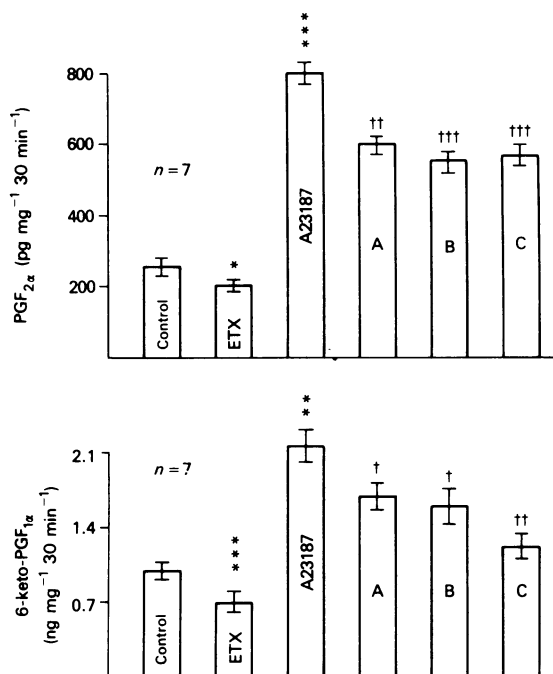 ***
800
††
†††
†††
600
n = 7
PGF2α (pg mg−1 30 min−1)
400
A23187
A
B
C
*
200
Control
ETX
**
2.1
n = 7
†
†
***
††
1.4
6-keto-PGF1α
(ng mg−1 30 min−1)
A23187
0.7
A
B
C
Control
ETX